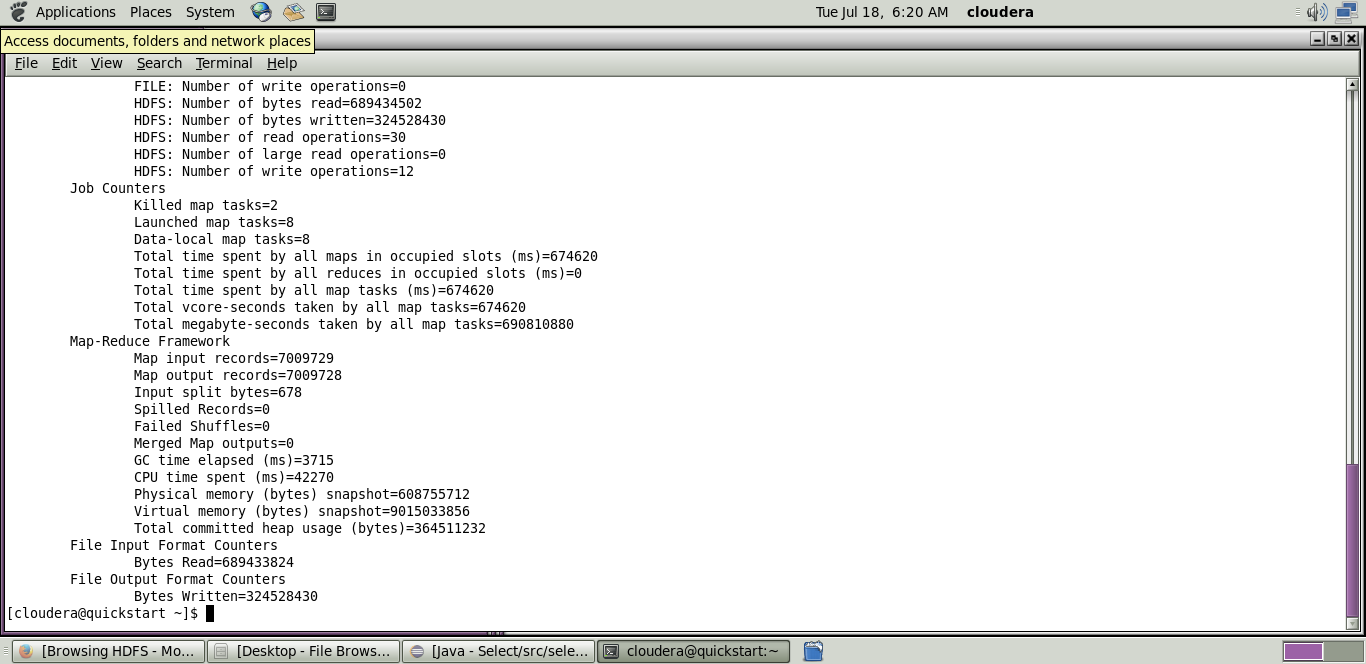 Applications Places System Tue Jul 18, 6:20 AM cloudera
Access documents, folders and network places
File Edit View Search Terminal Help
FILE: Number of write operations=0
HDFS: Number of bytes read=689434502
HDFS: Number of bytes written=324528430
HDFS: Number of read operations=30
HDFS: Number of large read operations=0
HDFS: Number of write operations=12
Job Counters
Killed map tasks=2
Launched map tasks=8
Data-local map tasks=8
Total time spent by all maps in occupied slots (ms)=674620
Total time spent by all reduces in occupied slots (ms)=0
Total time spent by all map tasks (ms)=674620
Total vcore-seconds taken by all map tasks=674620
Total megabyte-seconds taken by all map tasks=690810880
Map-Reduce Framework
Map input records=7009729
Map output records=7009728
Input split bytes=678
Spilled Records=0
Failed Shuffles=0
Merged Map outputs=0
GC time elapsed (ms)=3715
CPU time spent (ms)=42270
Physical memory (bytes) snapshot=608755712
Virtual memory (bytes) snapshot=9015033856
Total committed heap usage (bytes)=364511232
File Input Format Counters
Bytes Read=689433824
File Output Format Counters
Bytes Written=324528430
[cloudera@quickstart ~]$
[Browsing HDFS - Mo... [Desktop - File Brows... [Java - Select/src/sele... cloudera@quickstart:~